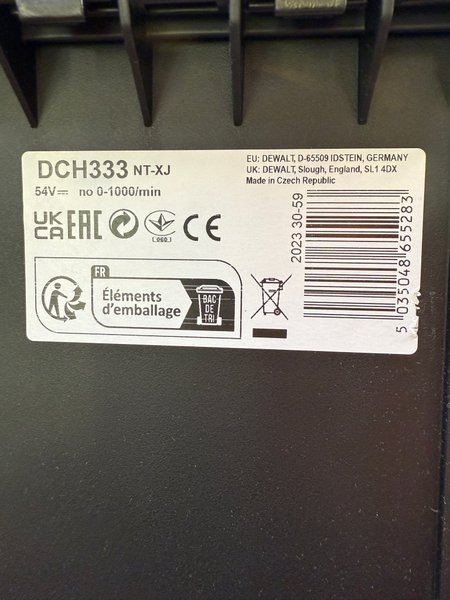 DCH333 NT-XJ
54V⎓ no 0-1000/min
EU: DEWALT, D-65509 IDSTEIN, GERMANY
UK: DEWALT, Slough, England, SL1 4DX
Made in Czech Republic
UK
CA
EAC
060
CE
FR
Éléments
d'emballage
BAC
DE
TRI
2023 30-59
5 035048 655283